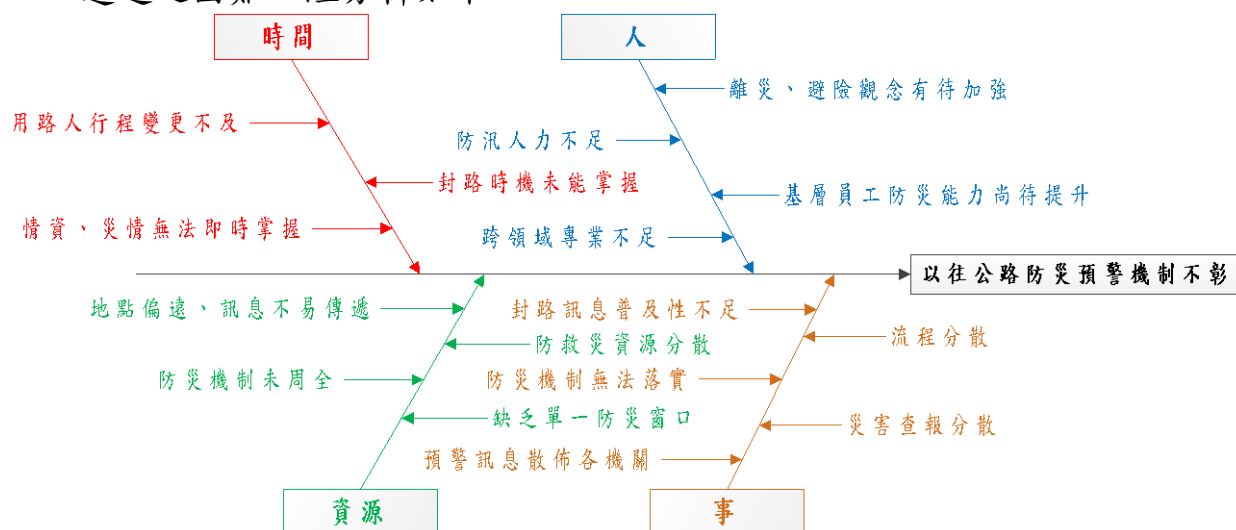 時間
人
用路人行程變更不及
封路時機未能掌握
情資、災情無法即時掌握
離災、避險觀念有待加強
防汛人力不足
基層員工防災能力尚待提升
跨領域專業不足
以往公路防災預警機制不彰
地點偏遠、訊息不易傳遞
防救災資源分散
防災機制未周全
缺乏單一防災窗口
封路訊息普及性不足
流程分散
防災機制無法落實
災害查報分散
預警訊息散佈各機關
資源
事